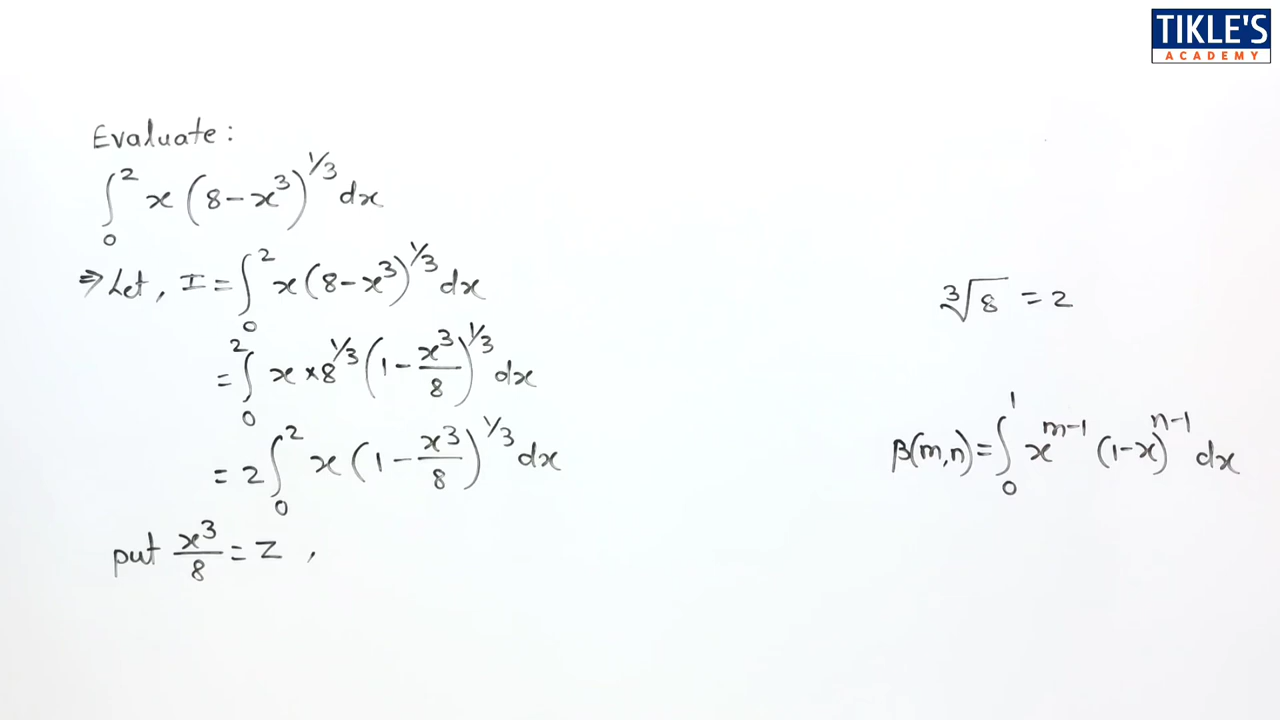 TIKLE'S
ACADEMY
Evaluate:
∫₀² x (8 − x³)^{1/3} dx
⇒ Let, I = ∫₀² x (8 − x³)^{1/3} dx
= ∫₀² x × 8^{1/3} (1 − x³/8)^{1/3} dx
= 2 ∫₀² x (1 − x³/8)^{1/3} dx
put x³/8 = z ,
∛8 = 2
β(m,n) = ∫₀¹ x^{m-1} (1-x)^{n-1} dx